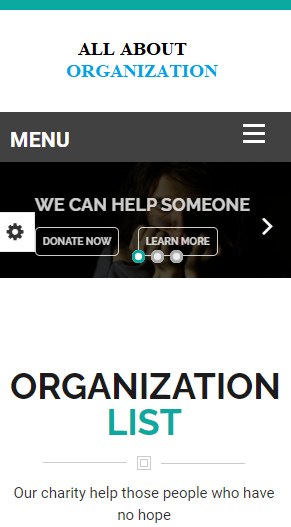 ALL ABOUT
ORGANIZATION
MENU
WE CAN HELP SOMEONE
DONATE NOW
LEARN MORE
ORGANIZATION
LIST
Our charity help those people who have
no hope